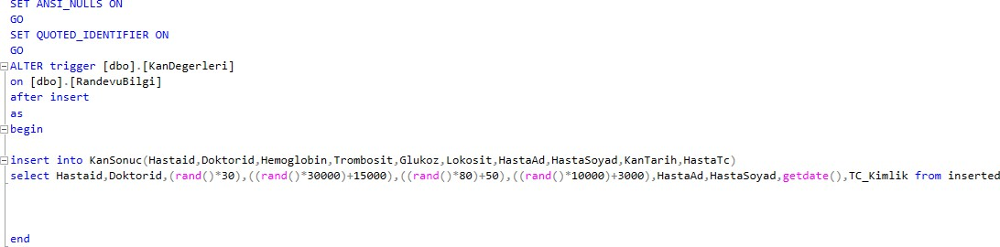 SET ANSI_NULLS ON
GO
SET QUOTED_IDENTIFIER ON
GO
ALTER trigger [dbo].[KanDegerleri]
on [dbo].[RandevuBilgi]
after insert
as
begin
insert into KanSonuc(Hastaid,Doktorid,Hemoglobin,Trombosit,Glukoz,Lokosit,HastaAd,HastaSoyad,KanTarih,HastaTc)
select Hastaid,Doktorid,(rand()*30),((rand()*30000)+15000),((rand()*80)+50),((rand()*10000)+3000),HastaAd,HastaSoyad,getdate(),TC_Kimlik from inserted
end